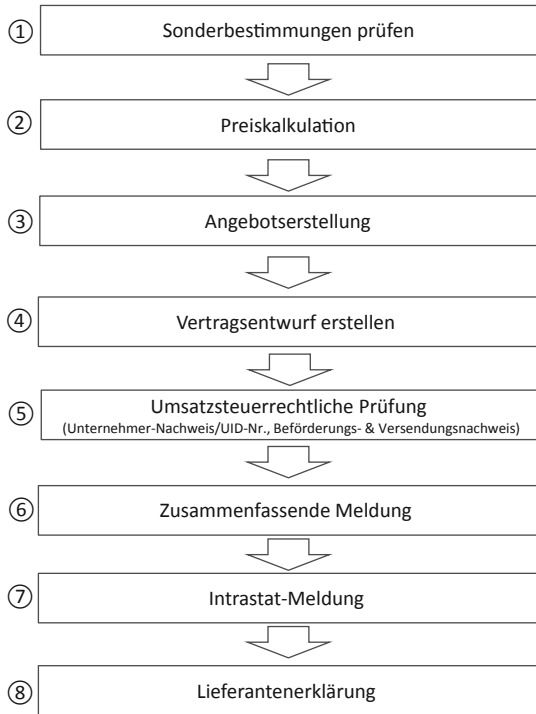 ① Sonderbestimmungen prüfen
② Preiskalkulation
③ Angebotserstellung
④ Vertragsentwurf erstellen
⑤ Umsatzsteuerrechtliche Prüfung
(Unternehmer-Nachweis/UID-Nr., Beförderungs- & Versendungsnachweis)
⑥ Zusammenfassende Meldung
⑦ Intrastat-Meldung
⑧ Lieferantenerklärung